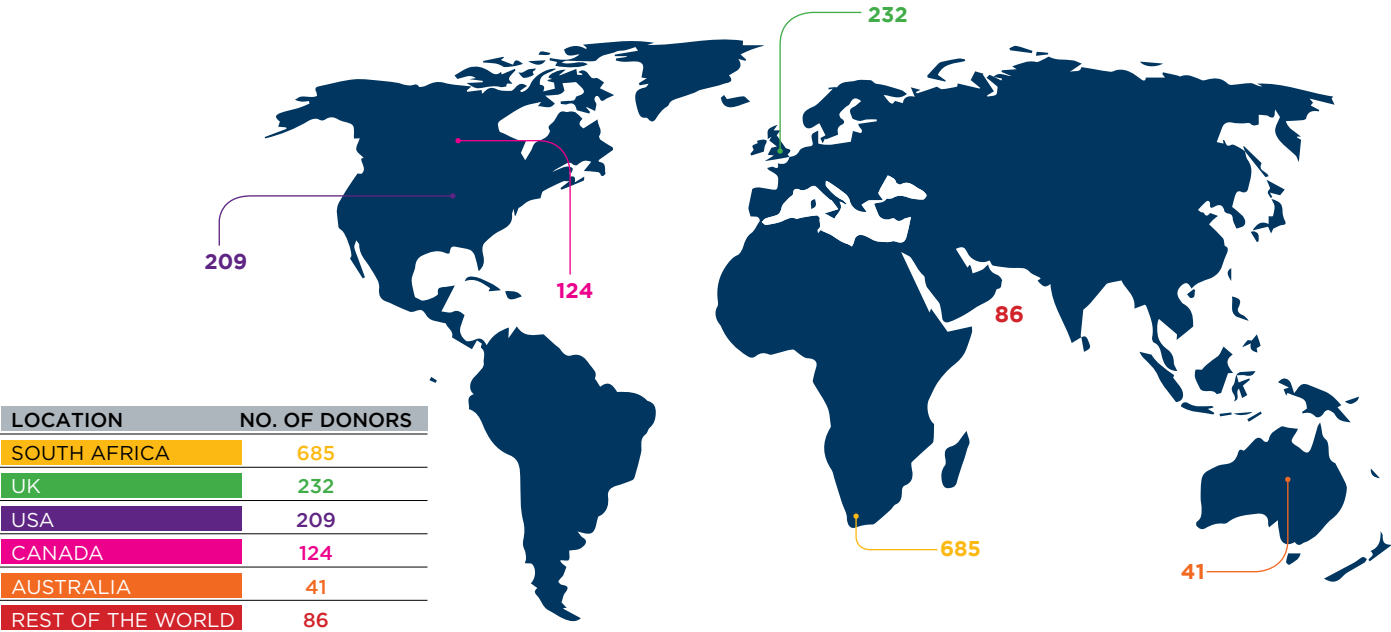 232
209
124
86
LOCATION NO. OF DONORS
SOUTH AFRICA 685
UK 232
USA 209
CANADA 124
AUSTRALIA 41
REST OF THE WORLD 86
685
41